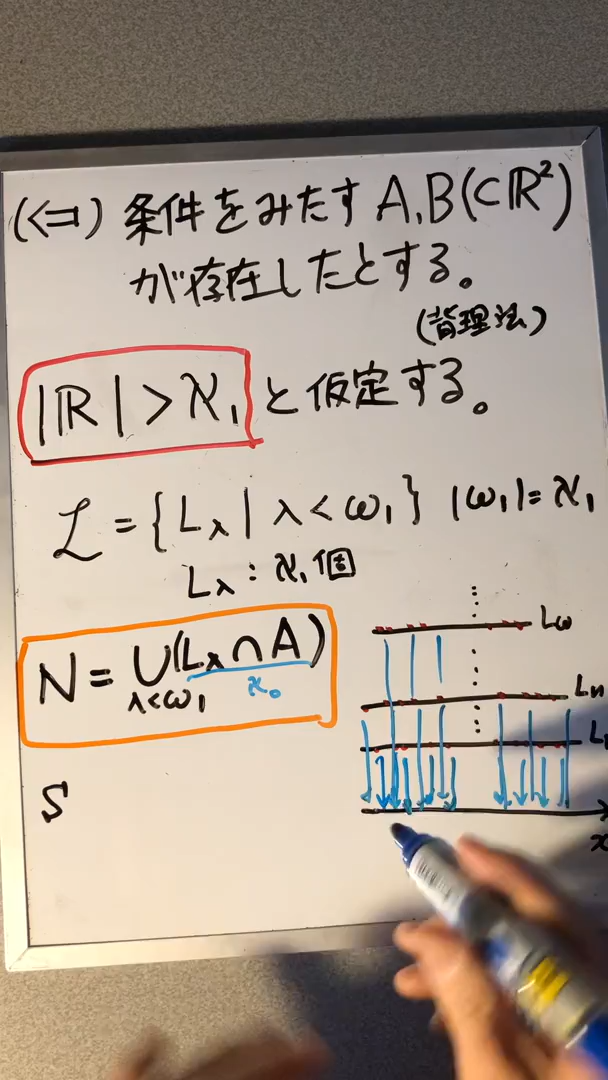 (⇐) 条件をみたす A, B (⊂ ℝ²)
が存在したとする。
(背理法)
|ℝ| > ℵ₁ と仮定する。
ℒ = {L_λ | λ < ω₁} |ω₁| = ℵ₁
L_λ : ℵ₁個
N = ∪(L_λ ∩ A)
λ<ω₁
ℵ₀
S
L_ω
L_n
x